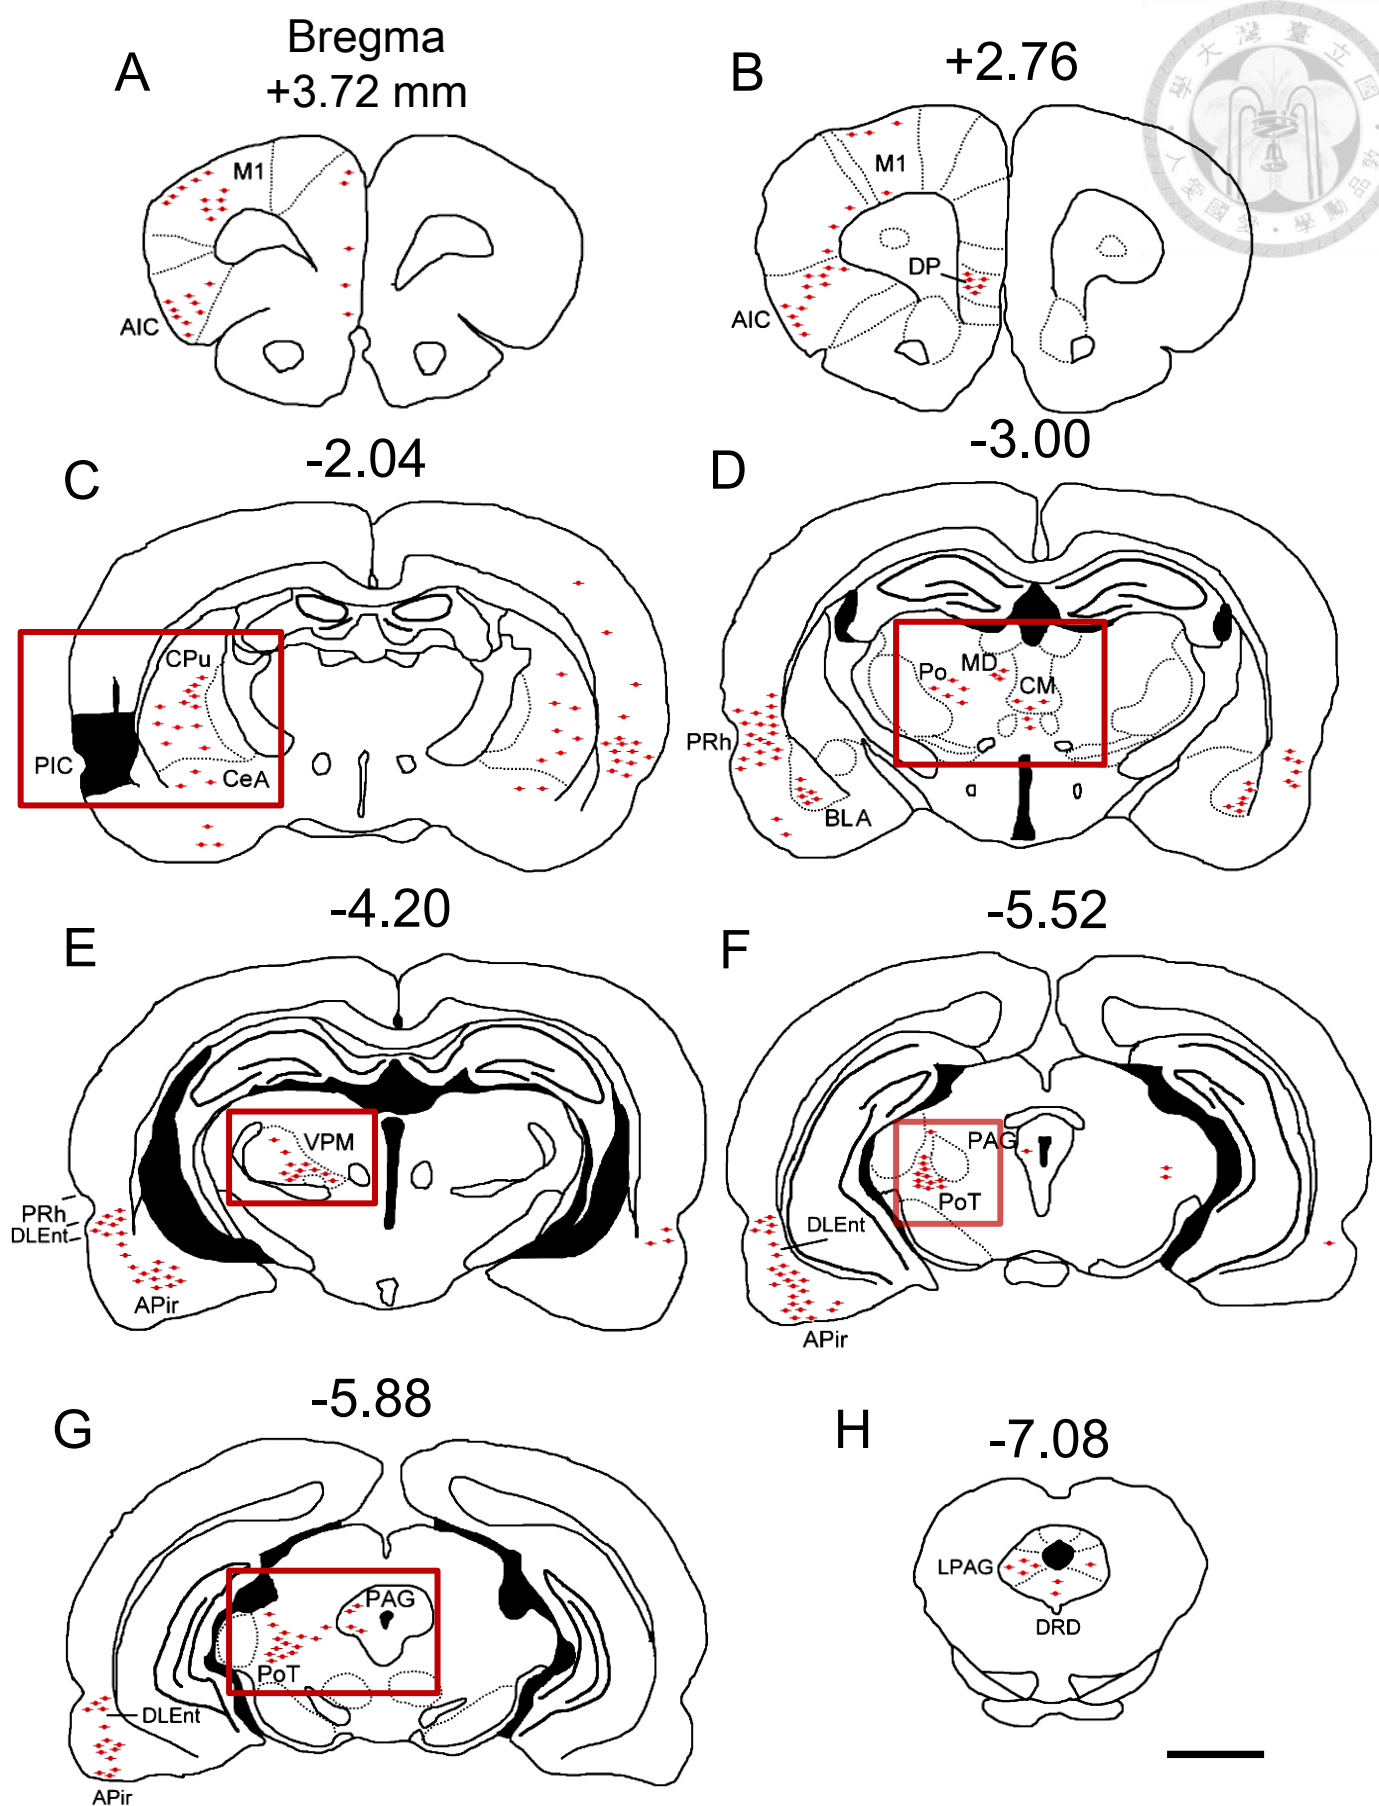 A
Bregma
+3.72 mm
M1
AIC
B
+2.76
M1
DP
AIC
C
-2.04
CPu
PIC
CeA
D
-3.00
Po
MD
CM
PRh
BLA
E
-4.20
VPM
PRh
DLEnt
APir
F
-5.52
PAG
PoT
DLEnt
APir
G
-5.88
PAG
PoT
DLEnt
APir
H
-7.08
LPAG
DRD